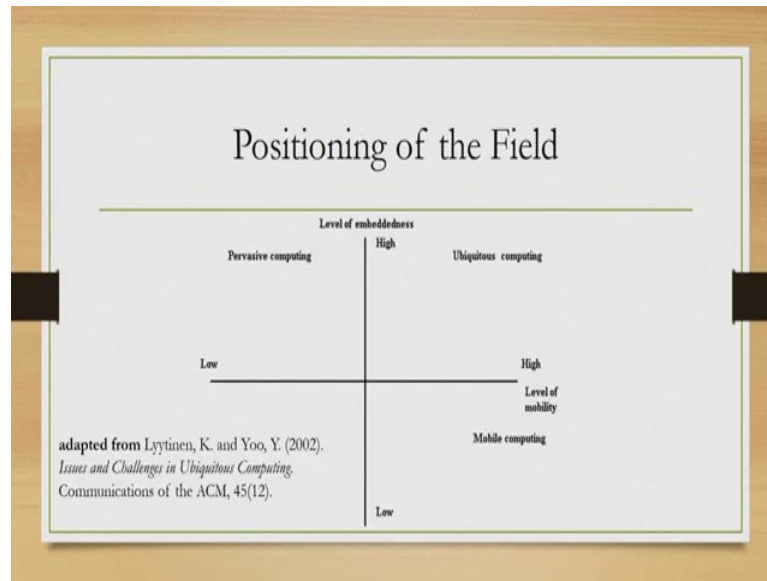 Positioning of the Field
Level of embeddedness
High
Pervasive computing
Ubiquitous computing
Low
High
Level of
mobility
Mobile computing
adapted from Lyytinen, K. and Yoo, Y. (2002).
Issues and Challenges in Ubiquitous Computing.
Communications of the ACM, 45(12).
Low